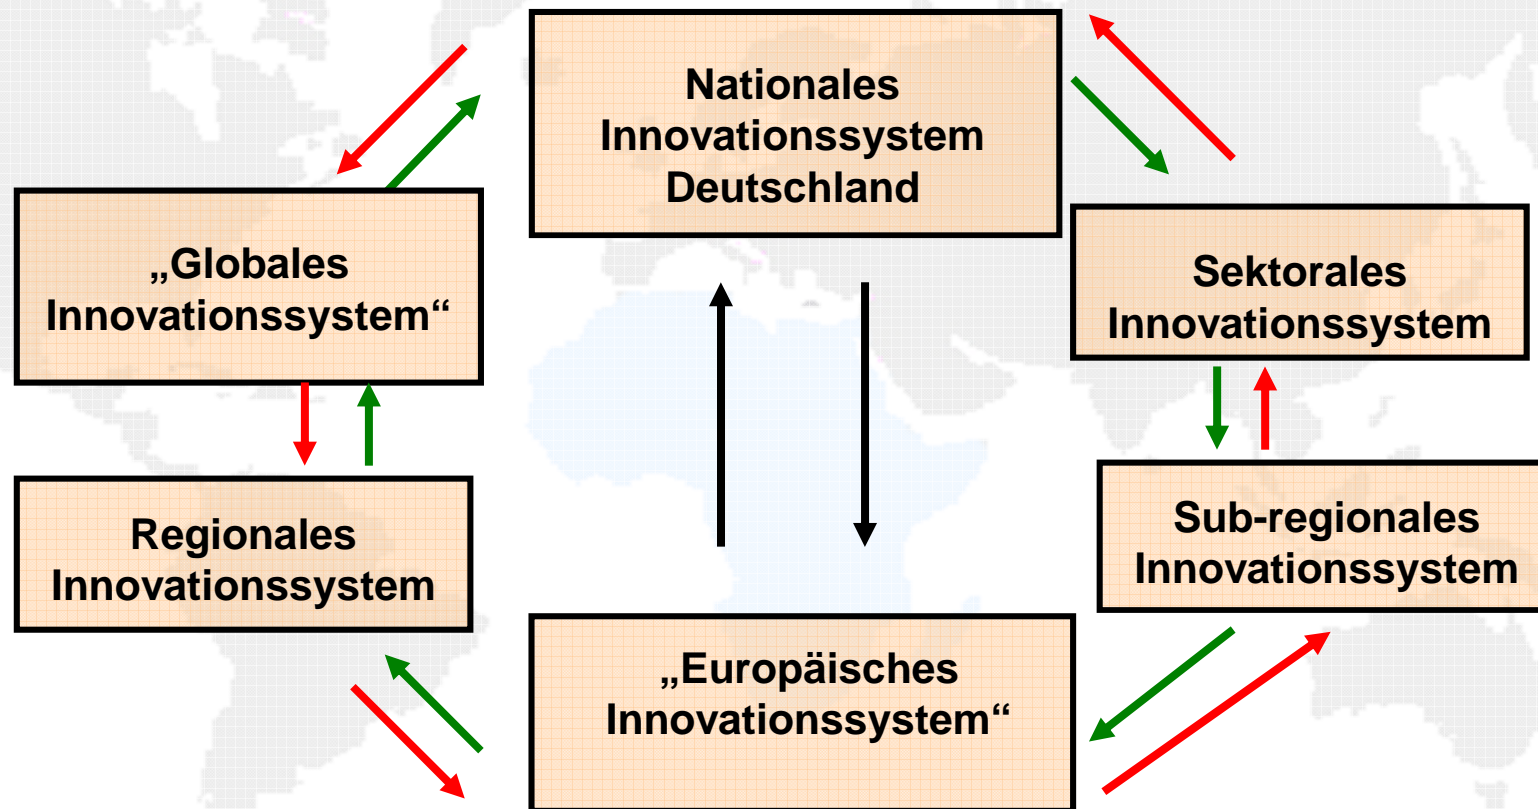 Nationales
Innovationssystem
Deutschland
„Globales
Innovationssystem“
Sektorales
Innovationssystem
Regionales
Innovationssystem
Sub-regionales
Innovationssystem
„Europäisches
Innovationssystem“